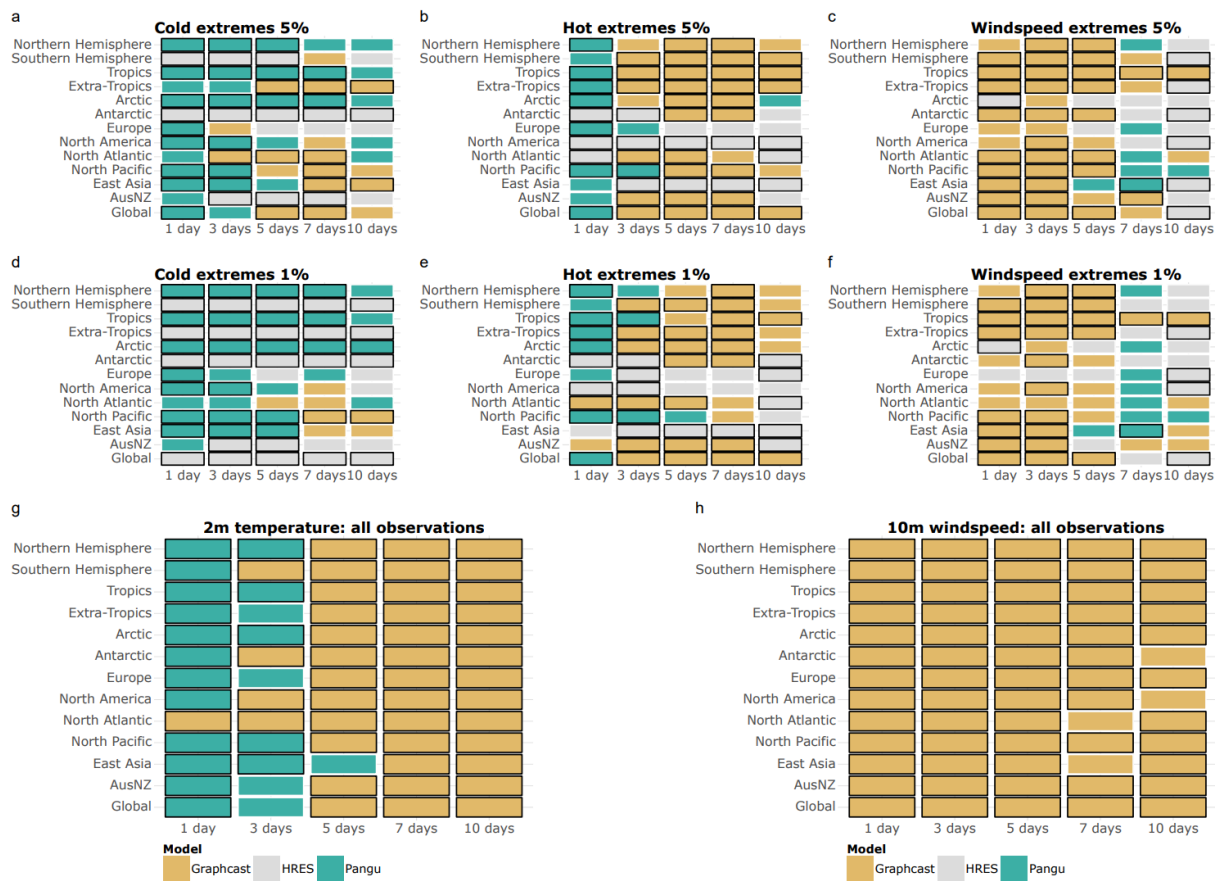 a
Cold extremes 5%
Northern Hemisphere
Southern Hemisphere
Tropics
Extra-Tropics
Arctic
Antarctic
Europe
North America
North Atlantic
North Pacific
East Asia
AusNZ
Global
1 day 3 days 5 days 7 days 10 days
b
Hot extremes 5%
Northern Hemisphere
Southern Hemisphere
Tropics
Extra-Tropics
Arctic
Antarctic
Europe
North America
North Atlantic
North Pacific
East Asia
AusNZ
Global
1 day 3 days 5 days 7 days 10 days
c
Windspeed extremes 5%
Northern Hemisphere
Southern Hemisphere
Tropics
Extra-Tropics
Arctic
Antarctic
Europe
North America
North Atlantic
North Pacific
East Asia
AusNZ
Global
1 day 3 days 5 days 7 days 10 days
d
Cold extremes 1%
Northern Hemisphere
Southern Hemisphere
Tropics
Extra-Tropics
Arctic
Antarctic
Europe
North America
North Atlantic
North Pacific
East Asia
AusNZ
Global
1 day 3 days 5 days 7 days 10 days
e
Hot extremes 1%
Northern Hemisphere
Southern Hemisphere
Tropics
Extra-Tropics
Arctic
Antarctic
Europe
North America
North Atlantic
North Pacific
East Asia
AusNZ
Global
1 day 3 days 5 days 7 days 10 days
f
Windspeed extremes 1%
Northern Hemisphere
Southern Hemisphere
Tropics
Extra-Tropics
Arctic
Antarctic
Europe
North America
North Atlantic
North Pacific
East Asia
AusNZ
Global
1 day 3 days 5 days 7 days 10 days
g
2m temperature: all observations
Northern Hemisphere
Southern Hemisphere
Tropics
Extra-Tropics
Arctic
Antarctic
Europe
North America
North Atlantic
North Pacific
East Asia
AusNZ
Global
1 day 3 days 5 days 7 days 10 days
Model
Graphcast HRES Pangu
h
10m windspeed: all observations
Northern Hemisphere
Southern Hemisphere
Tropics
Extra-Tropics
Arctic
Antarctic
Europe
North America
North Atlantic
North Pacific
East Asia
AusNZ
Global
1 day 3 days 5 days 7 days 10 days
Model
Graphcast HRES Pangu